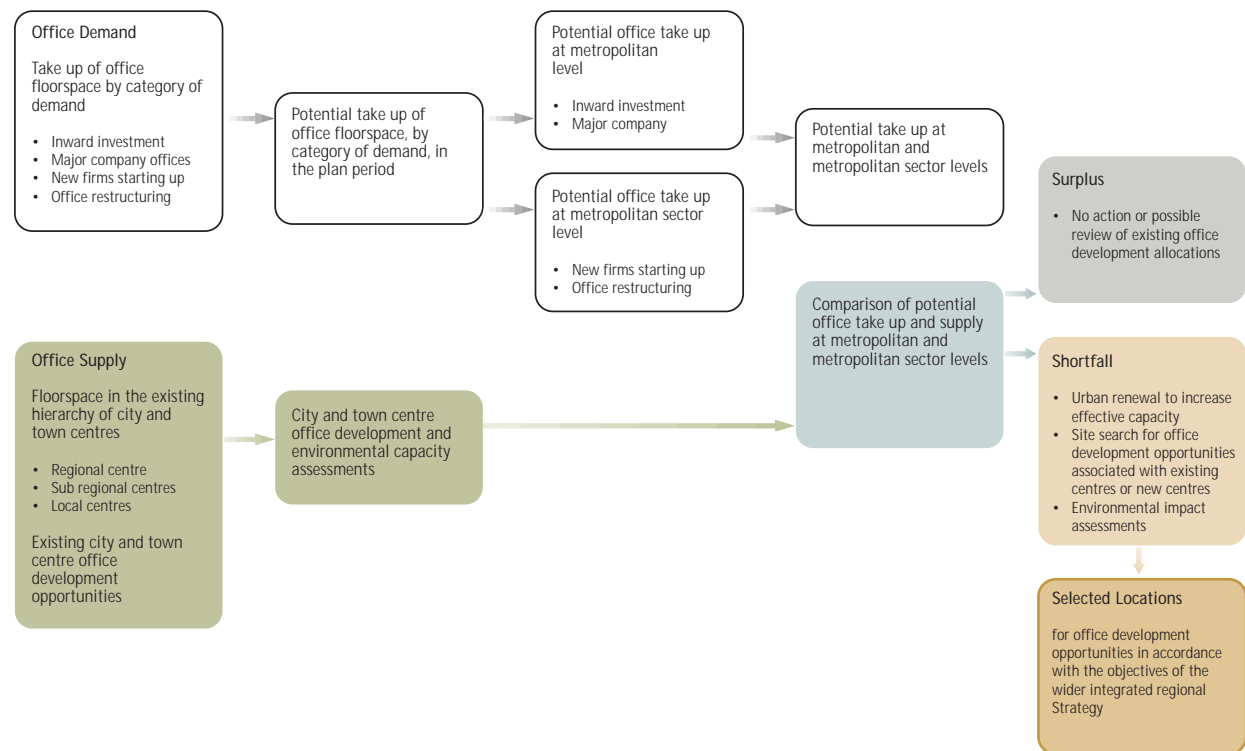 Office Demand
Take up of office
floorspace by category of
demand
• Inward investment
• Major company offices
• New firms starting up
• Office restructuring
Potential take up of
office floorspace, by
category of demand, in
the plan period
Potential office take up
at metropolitan
level
• Inward investment
• Major company
Potential office take up
at metropolitan sector
level
• New firms starting up
• Office restructuring
Potential take up at
metropolitan and
metropolitan sector levels
Office Supply
Floorspace in the existing
hierarchy of city and
town centres
• Regional centre
• Sub regional centres
• Local centres
Existing city and town
centre office
development
opportunities
City and town centre
office development and
environmental capacity
assessments
Comparison of potential
office take up and supply
at metropolitan and
metropolitan sector levels
Surplus
• No action or possible
review of existing office
development allocations
Shortfall
• Urban renewal to increase
effective capacity
• Site search for office
development opportunities
associated with existing
centres or new centres
• Environmental impact
assessments
Selected Locations
for office development
opportunities in accordance
with the objectives of the
wider integrated regional
Strategy